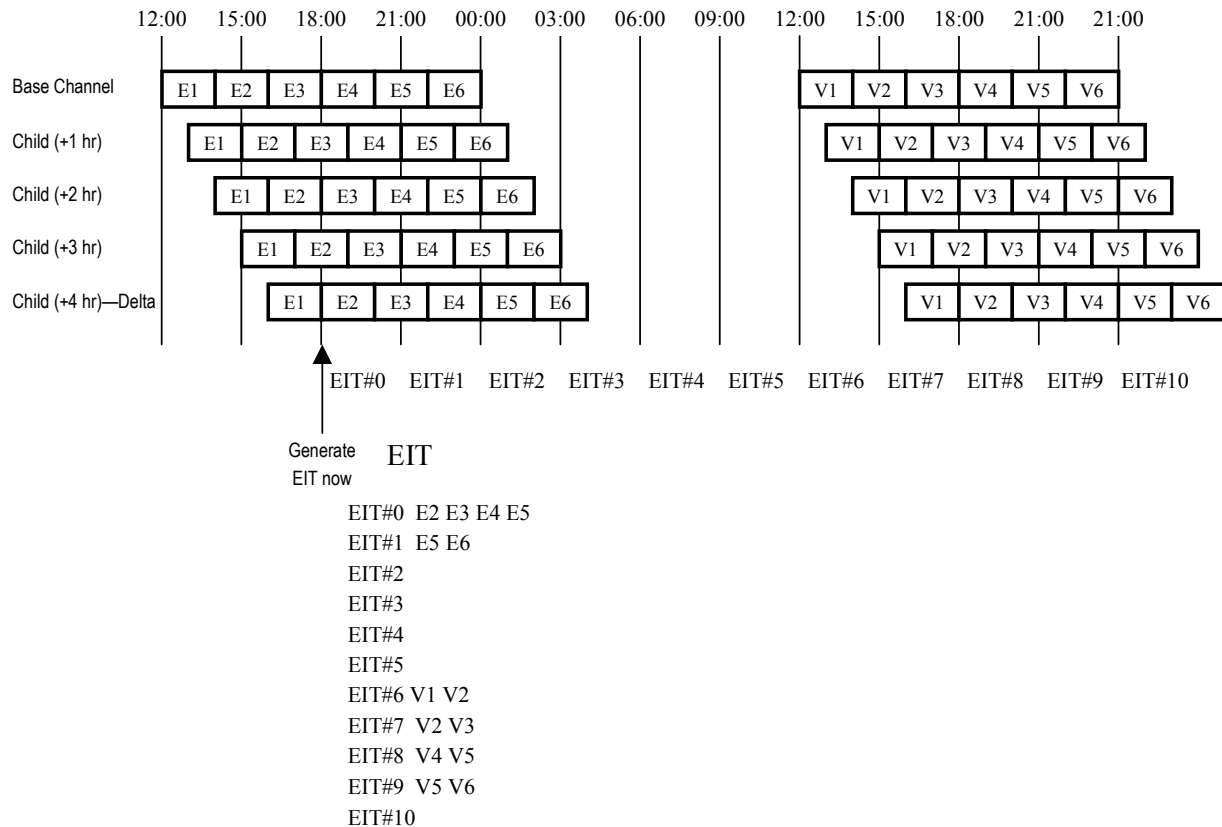 12:00 15:00 18:00 21:00 00:00 03:00 06:00 09:00 12:00 15:00 18:00 21:00 21:00
Base Channel E1 E2 E3 E4 E5 E6 V1 V2 V3 V4 V5 V6
Child (+1 hr) E1 E2 E3 E4 E5 E6 V1 V2 V3 V4 V5 V6
Child (+2 hr) E1 E2 E3 E4 E5 E6 V1 V2 V3 V4 V5 V6
Child (+3 hr) E1 E2 E3 E4 E5 E6 V1 V2 V3 V4 V5 V6
Child (+4 hr)—Delta E1 E2 E3 E4 E5 E6 V1 V2 V3 V4 V5 V6
EIT#0 EIT#1 EIT#2 EIT#3 EIT#4 EIT#5 EIT#6 EIT#7 EIT#8 EIT#9 EIT#10
Generate
EIT now
EIT
EIT#0 E2 E3 E4 E5
EIT#1 E5 E6
EIT#2
EIT#3
EIT#4
EIT#5
EIT#6 V1 V2
EIT#7 V2 V3
EIT#8 V4 V5
EIT#9 V5 V6
EIT#10